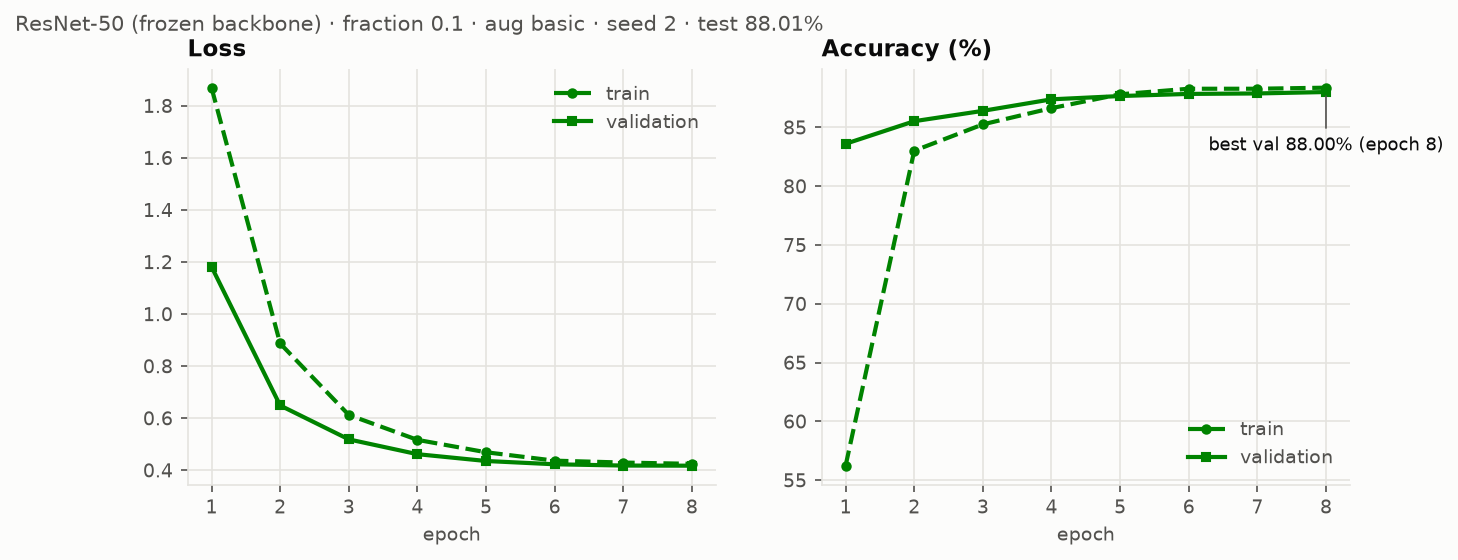 ResNet-50 (frozen backbone) · fraction 0.1 · aug basic · seed 2 · test 88.01%
Loss
1.8
1.6
1.4
1.2
1.0
0.8
0.6
0.4
train
validation
1 2 3 4 5 6 7 8
epoch
Accuracy (%)
85
80
75
70
65
60
55
best val 88.00% (epoch 8)
train
validation
1 2 3 4 5 6 7 8
epoch